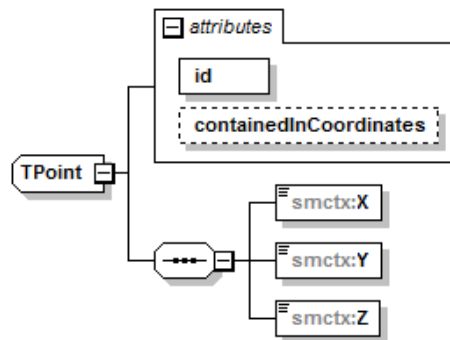 attributes
id
containedInCoordinates
TPoint
smctx:X
smctx:Y
smctx:Z